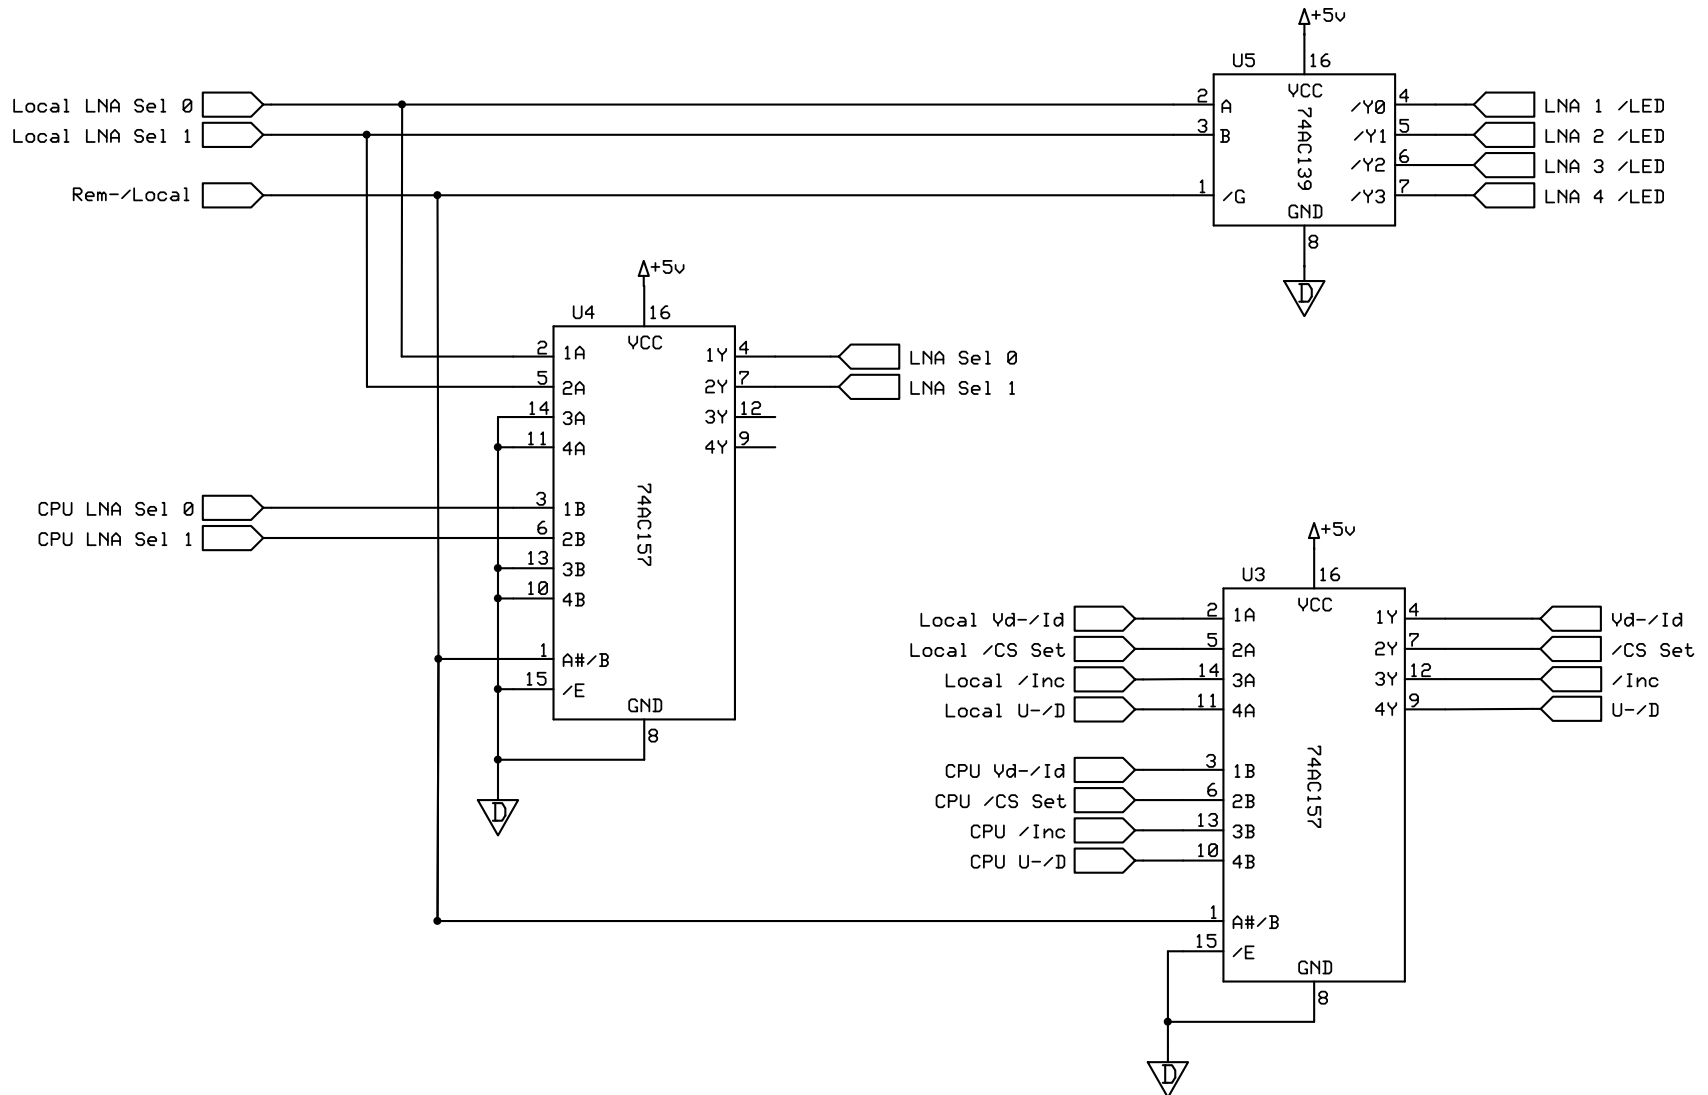 +5v
U5
16
VCC
Local LNA Sel 0
2
A
/Y0
4
LNA 1 /LED
Local LNA Sel 1
3
B
/Y1
5
LNA 2 /LED
74AC139
/Y2
6
LNA 3 /LED
Rem-/Local
1
/G
/Y3
7
LNA 4 /LED
GND
8
D
+5v
U4
16
VCC
2
1A
1Y
4
LNA Sel 0
5
2A
2Y
7
LNA Sel 1
14
3A
3Y
12
11
4A
4Y
9
74AC157
CPU LNA Sel 0
3
1B
CPU LNA Sel 1
6
2B
13
3B
10
4B
1
A#/B
15
/E
GND
8
D
+5v
U3
16
VCC
Local Vd-/Id
2
1A
1Y
4
Vd-/Id
Local /CS Set
5
2A
2Y
7
/CS Set
Local /Inc
14
3A
3Y
12
/Inc
Local U-/D
11
4A
4Y
9
U-/D
74AC157
CPU Vd-/Id
3
1B
CPU /CS Set
6
2B
CPU /Inc
13
3B
CPU U-/D
10
4B
1
A#/B
15
/E
GND
8
D